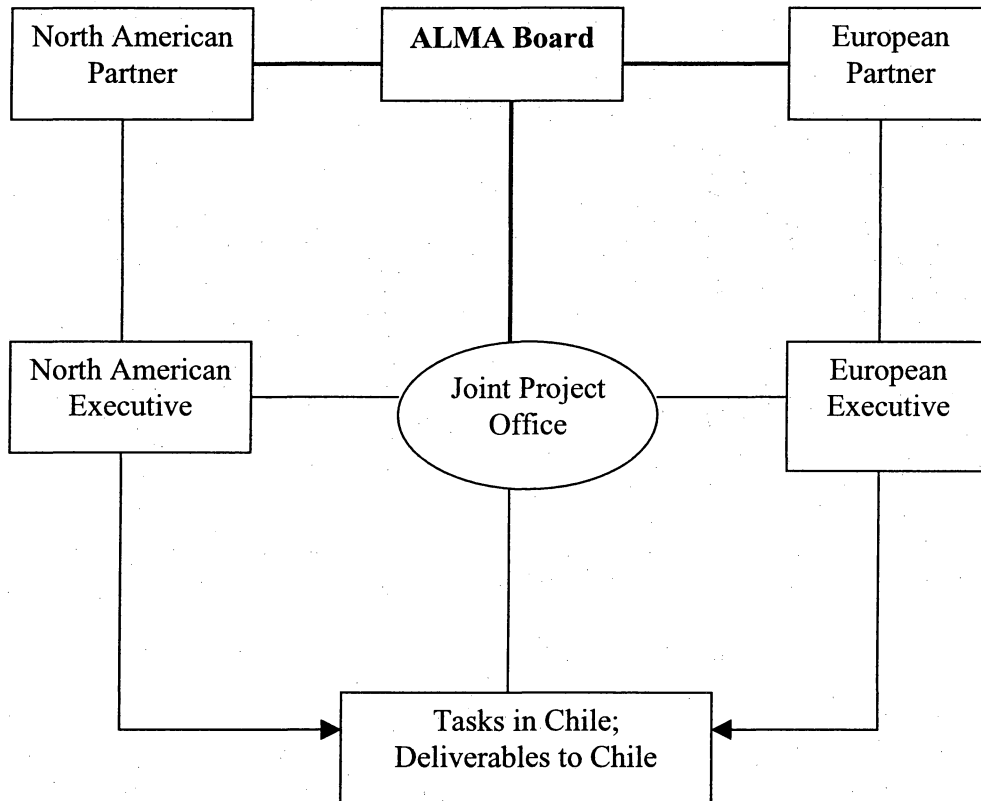 North American
Partner
ALMA Board
European
Partner
North American
Executive
Joint Project
Office
European
Executive
Tasks in Chile;
Deliverables to Chile